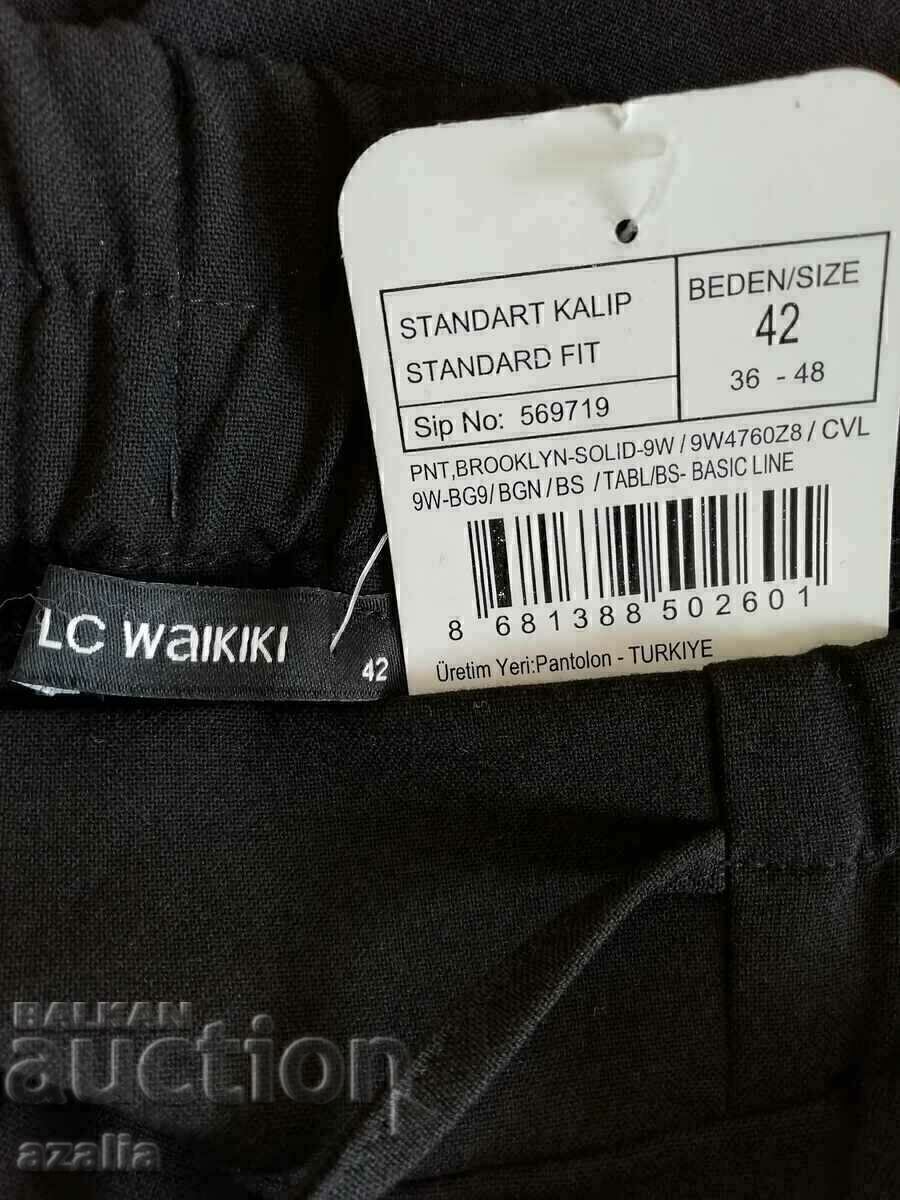 STANDART KALIP
STANDARD FIT
Sip No: 569719
BEDEN/SIZE
42
36 - 48
PNT,BROOKLYN-SOLID-9W / 9W4760Z8 / CVL
9W-BG9/ BGN / BS / TABL/BS- BASIC LINE
8 681388 502601
Üretim Yeri:Pantolon - TURKIYE
LC WAIKIKI
42
BALKAN
auction
azalia